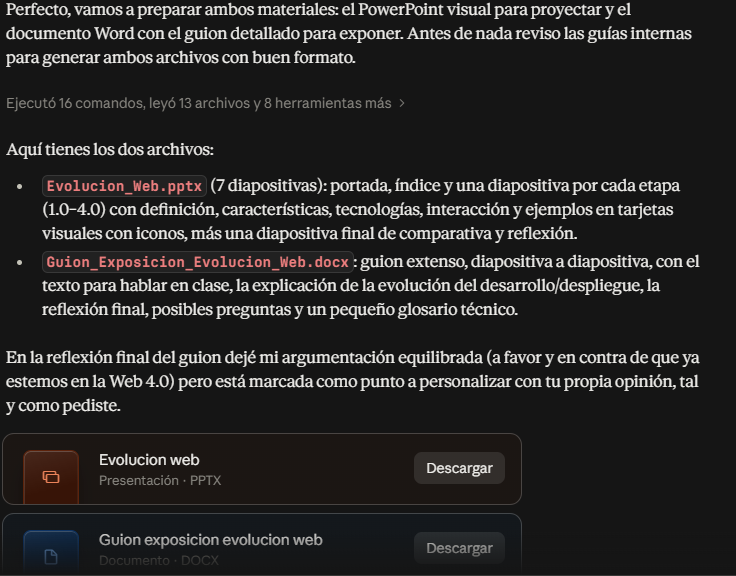 Perfecto, vamos a preparar ambos materiales: el PowerPoint visual para proyectar y el
documento Word con el guion detallado para exponer. Antes de nada reviso las guías internas
para generar ambos archivos con buen formato.
Ejecutó 16 comandos, leyó 13 archivos y 8 herramientas más >
Aquí tienes los dos archivos:
• Evolucion_Web.pptx (7 diapositivas): portada, índice y una diapositiva por cada etapa
(1.0–4.0) con definición, características, tecnologías, interacción y ejemplos en tarjetas
visuales con iconos, más una diapositiva final de comparativa y reflexión.
• Guion_Exposicion_Evolucion_Web.docx: guion extenso, diapositiva a diapositiva, con el
texto para hablar en clase, la explicación de la evolución del desarrollo/despliegue, la
reflexión final, posibles preguntas y un pequeño glosario técnico.
En la reflexión final del guion dejé mi argumentación equilibrada (a favor y en contra de que ya
estemos en la Web 4.0) pero está marcada como punto a personalizar con tu propia opinión, tal
y como pediste.
Evolucion web
Presentación · PPTX
Descargar
Guion exposicion evolucion web
Documento · DOCX
Descargar